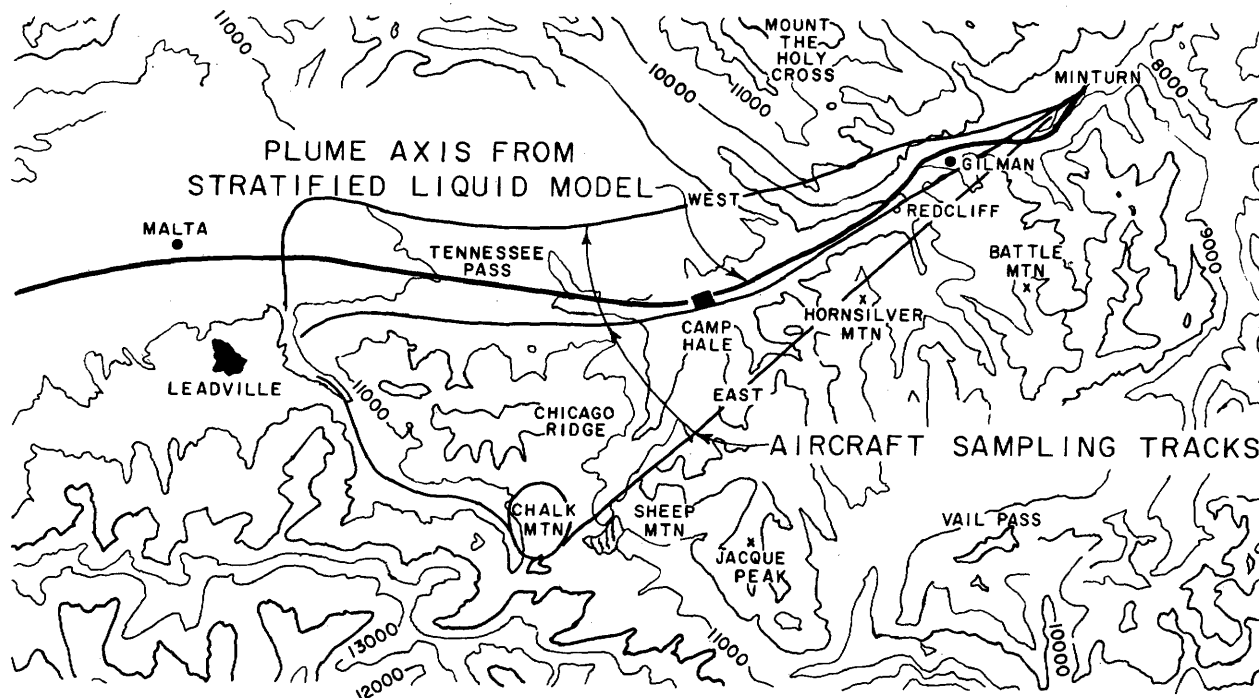 11000
MOUNT
THE
HOLY
CROSS
10000
11000
MINTURN
8000
PLUME AXIS FROM
STRATIFIED LIQUID MODEL
GILMAN
WEST
REDCLIFF
MALTA
TENNESSEE
PASS
BATTLE
MTN
x
9000
x
HORNSILVER
MTN
CAMP
HALE
LEADVILLE
11000
EAST
CHICAGO
RIDGE
AIRCRAFT SAMPLING TRACKS
CHALK
MTN
SHEEP
MTN
VAIL PASS
x
JACQUE
PEAK
13000
12000
11000
10000